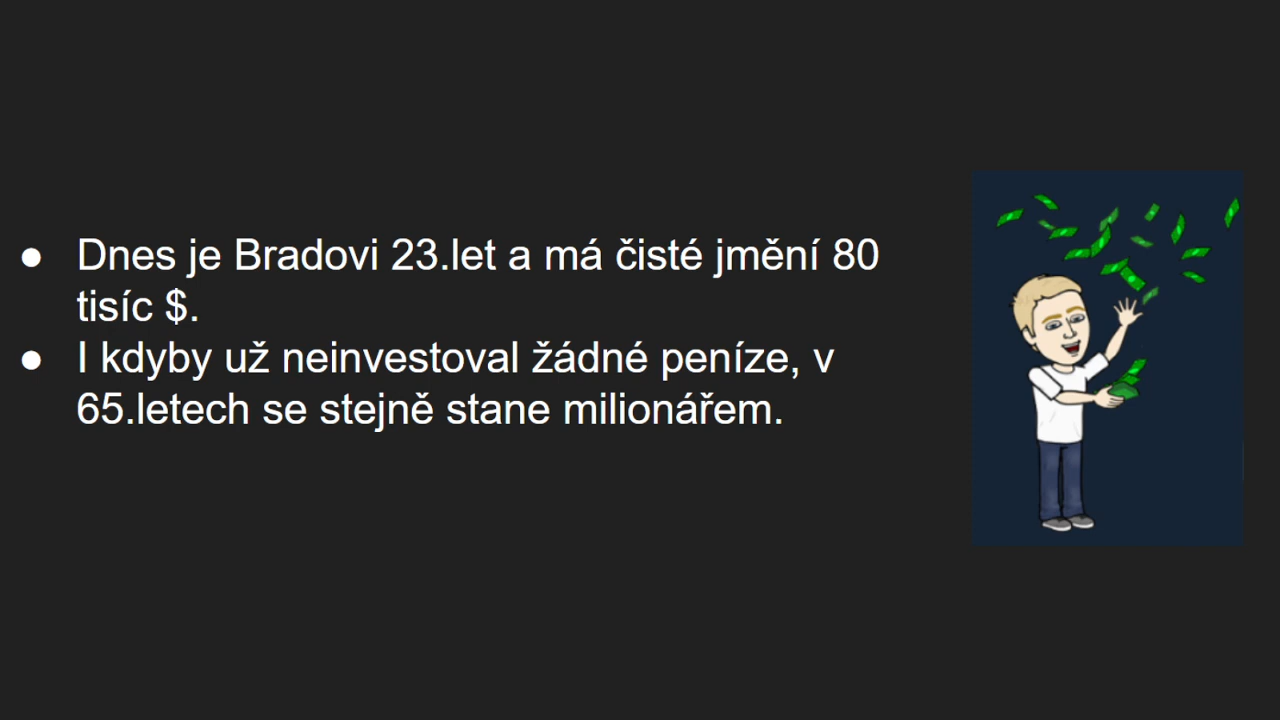 ● Dnes je Bradovi 23.let a má čisté jmění 80
tisíc $.
● I kdyby už neinvestoval žádné peníze, v
65.letech se stejně stane milionářem.